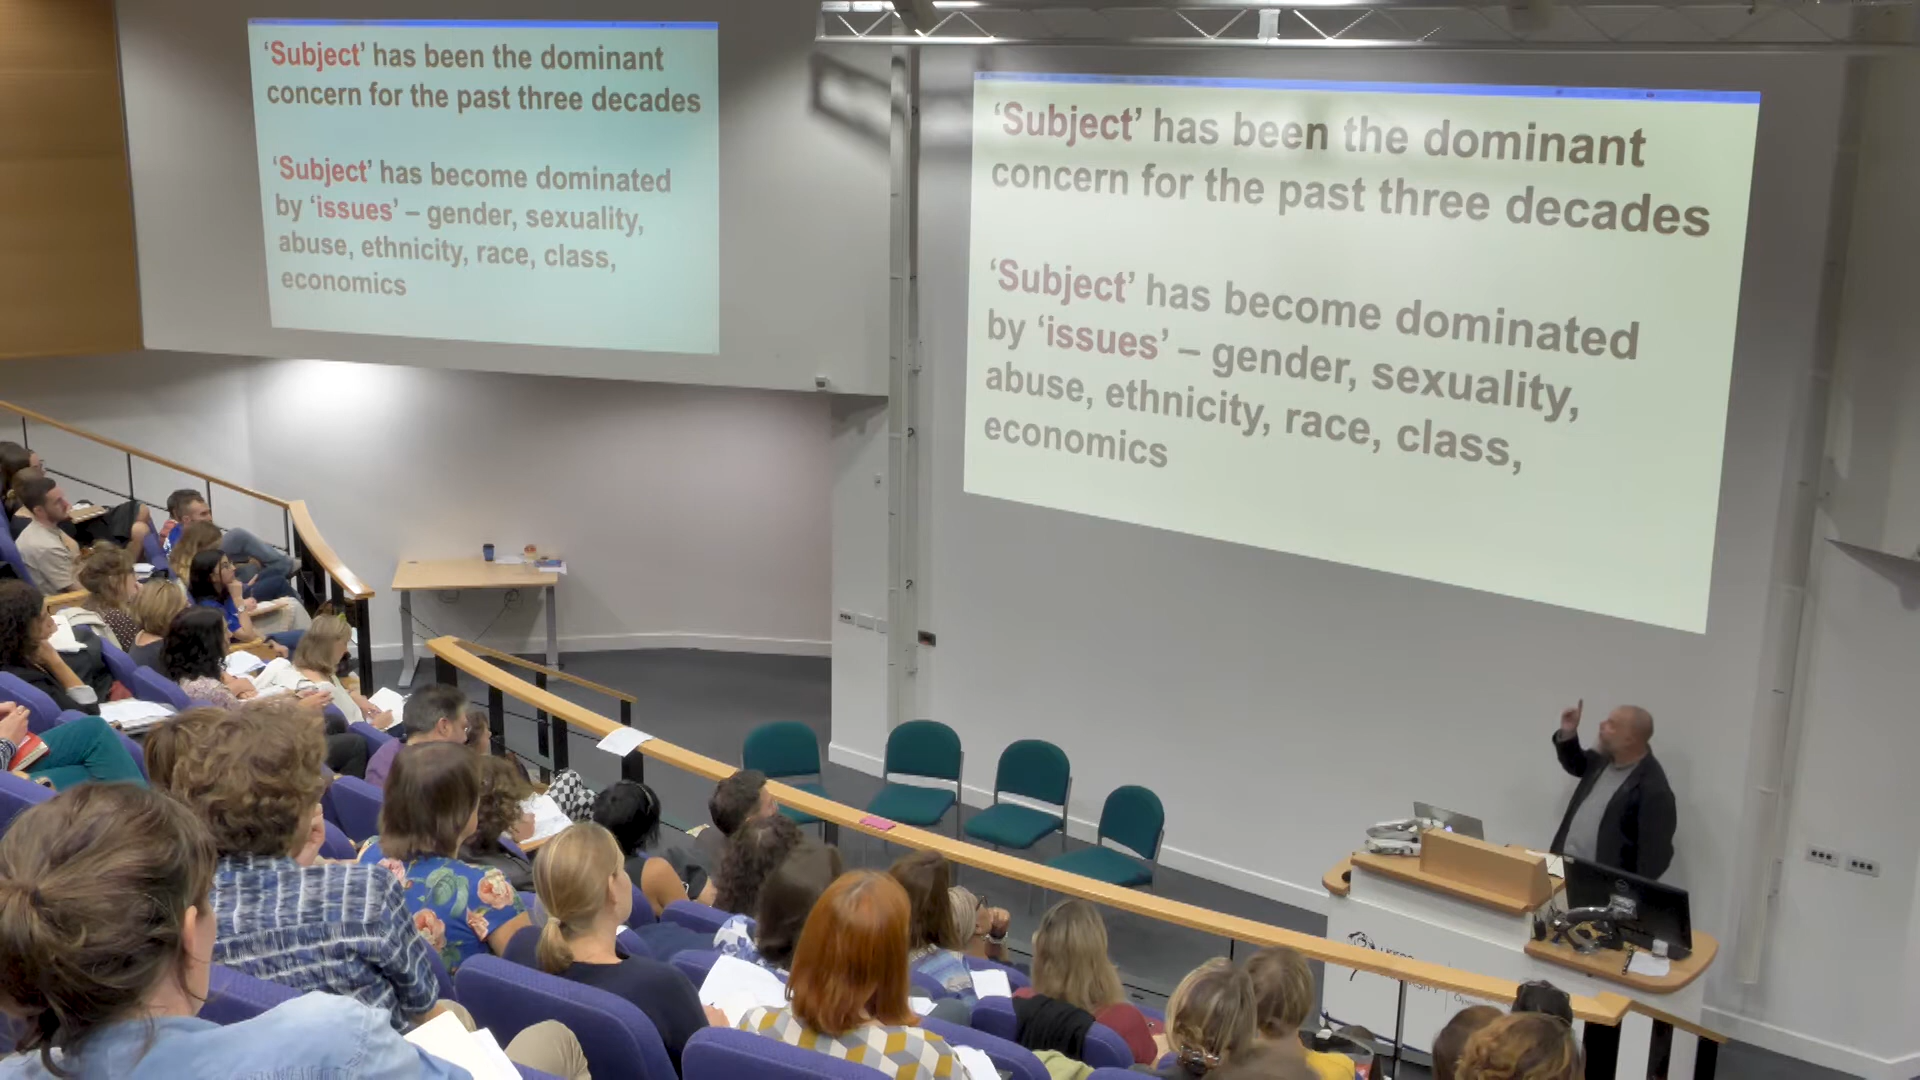 ‘Subject’ has been the dominant
concern for the past three decades
‘Subject’ has become dominated
by ‘issues’ – gender, sexuality,
abuse, ethnicity, race, class,
economics
‘Subject’ has been the dominant
concern for the past three decades
‘Subject’ has become dominated
by ‘issues’ – gender, sexuality,
abuse, ethnicity, race, class,
economics